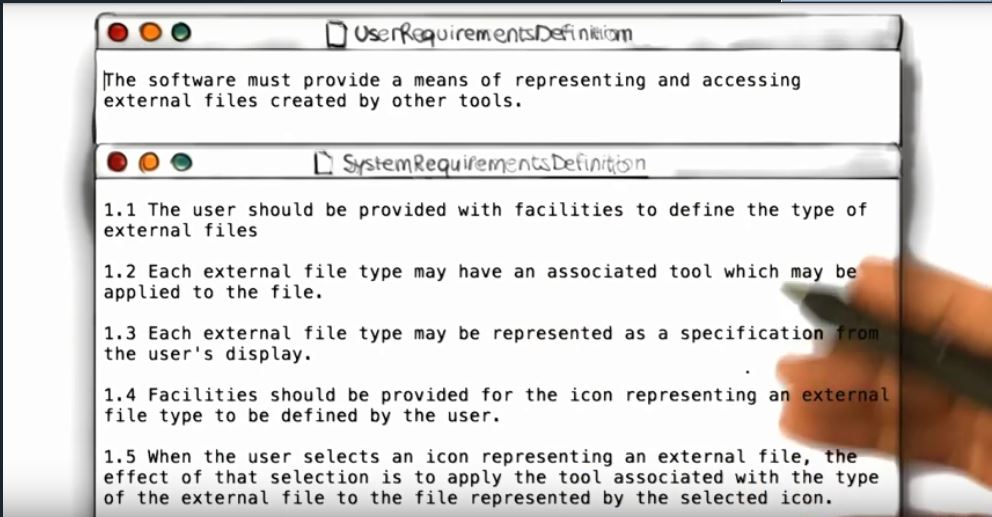 UserRequirementsDefinition
The software must provide a means of representing and accessing
external files created by other tools.
SystemRequirementsDefinition
1.1 The user should be provided with facilities to define the type of
external files
1.2 Each external file type may have an associated tool which may be
applied to the file.
1.3 Each external file type may be represented as a specification from
the user's display.
1.4 Facilities should be provided for the icon representing an external
file type to be defined by the user.
1.5 When the user selects an icon representing an external file, the
effect of that selection is to apply the tool associated with the type
of the external file to the file represented by the selected icon.